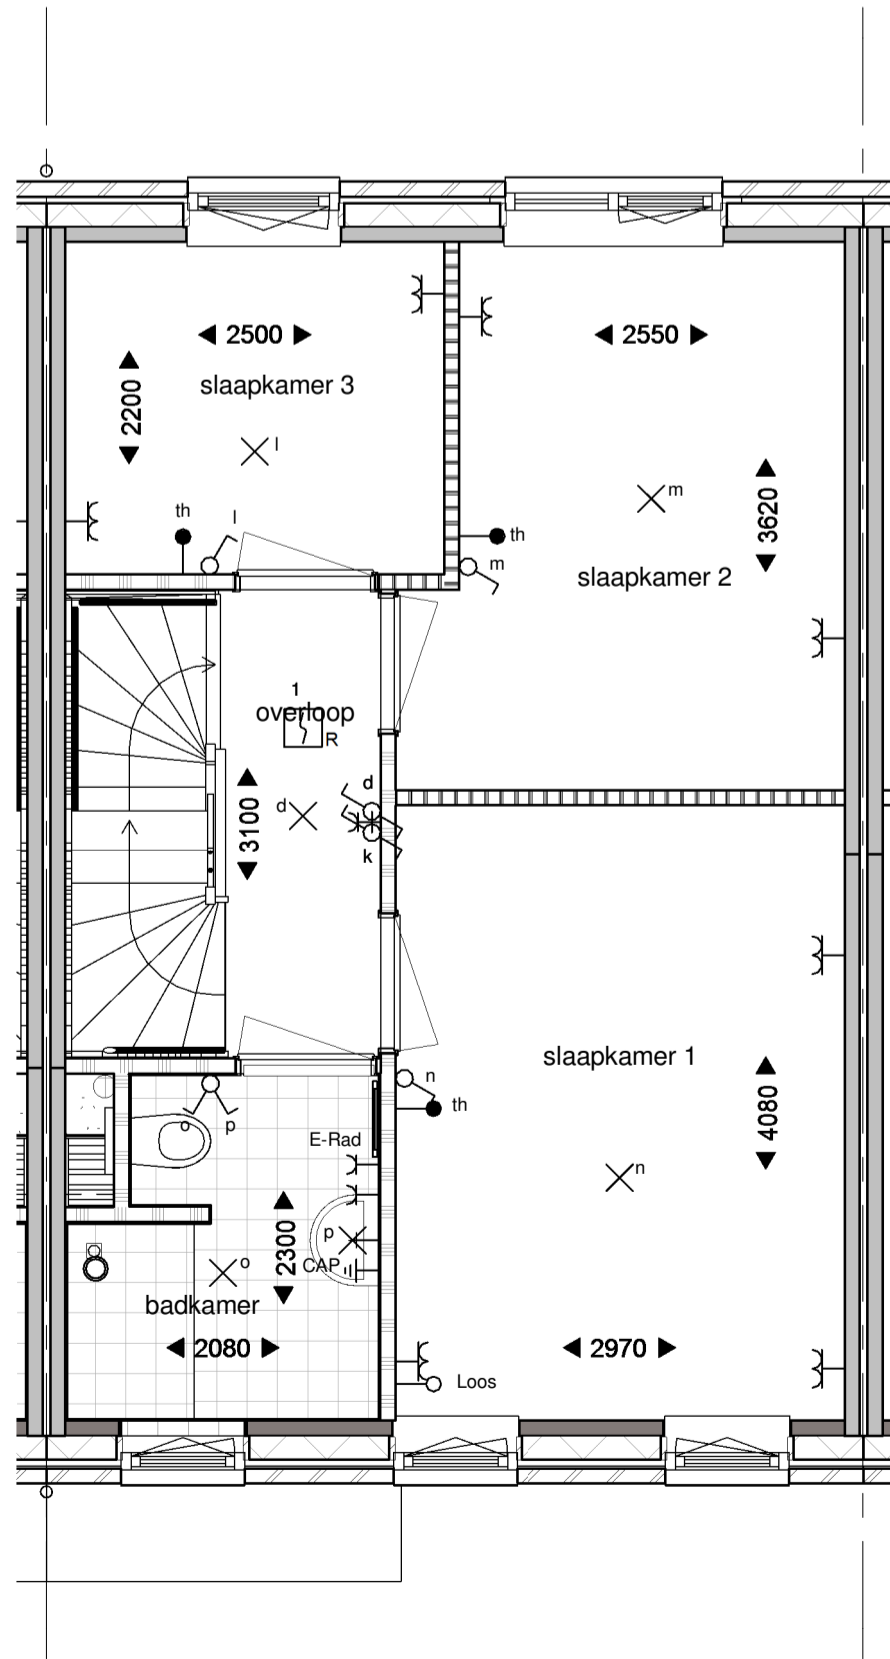 2500
2550
slaapkamer 3
2200
l
m
3620
th
l
th
m
slaapkamer 2
1
overloop
R
d
d
3100
k
slaapkamer 1
n
th
o
p
4080
E-Rad
n
p
2300
o
CAP
badkamer
2080
2970
Loos